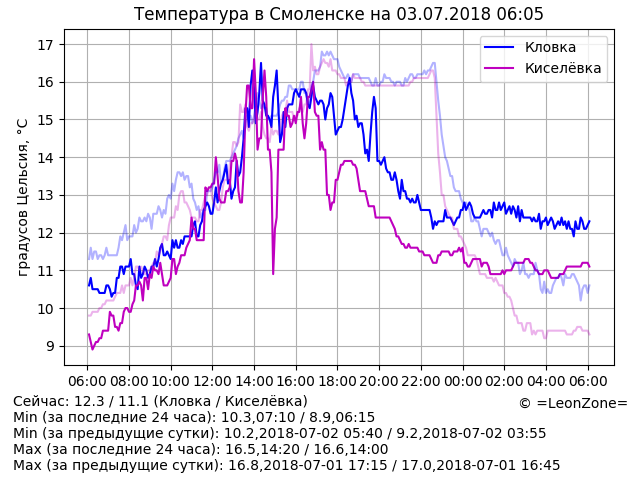 Температура в Смоленске на 03.07.2018 06:05
Кловка
Киселёвка
градусов Цельсия, °C
17
16
15
14
13
12
11
10
9
06:00 08:00 10:00 12:00 14:00 16:00 18:00 20:00 22:00 00:00 02:00 04:00 06:00
Сейчас: 12.3 / 11.1 (Кловка / Киселёвка)
© =LeonZone=
Min (за последние 24 часа): 10.3,07:10 / 8.9,06:15
Min (за предыдущие сутки): 10.2,2018-07-02 05:40 / 9.2,2018-07-02 03:55
Max (за последние 24 часа): 16.5,14:20 / 16.6,14:00
Max (за предыдущие сутки): 16.8,2018-07-01 17:15 / 17.0,2018-07-01 16:45